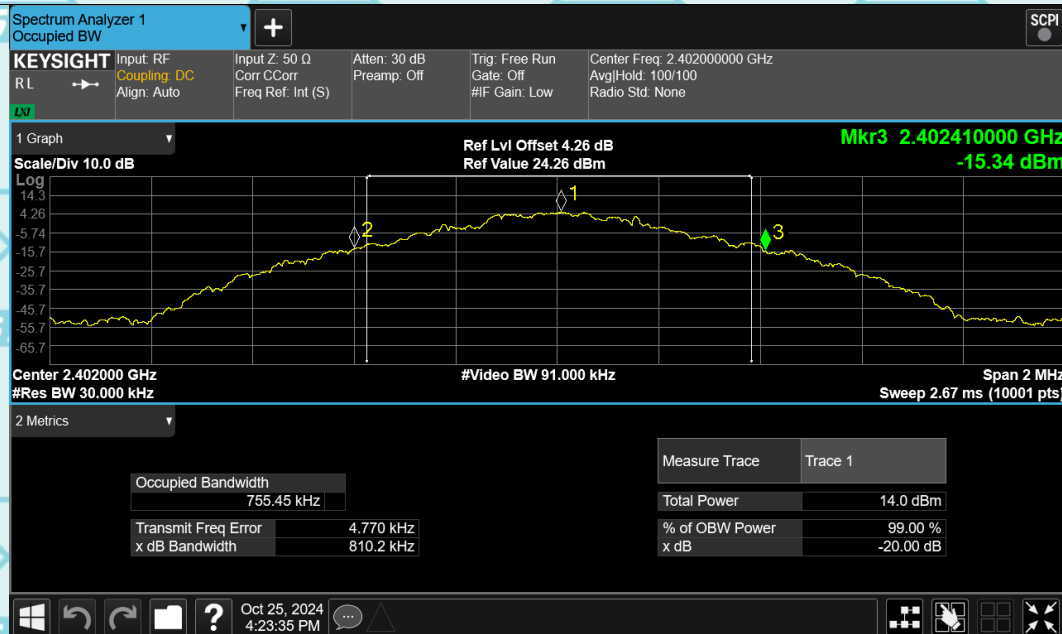 Spectrum Analyzer 1
Occupied BW
+
SCPI
KEYSIGHT
RL
LXI
Input: RF
Coupling: DC
Align: Auto
Input Z: 50 Ω
Corr CCorr
Freq Ref: Int (S)
Atten: 30 dB
Preamp: Off
Trig: Free Run
Gate: Off
#IF Gain: Low
Center Freq: 2.402000000 GHz
Avg|Hold: 100/100
Radio Std: None
1 Graph
Scale/Div 10.0 dB
Ref Lvl Offset 4.26 dB
Ref Value 24.26 dBm
Mkr3 2.402410000 GHz
-15.34 dBm
Log
14.3
4.26
-5.74
-15.7
-25.7
-35.7
-45.7
-55.7
-65.7
1
2
3
Center 2.402000 GHz
#Res BW 30.000 kHz
#Video BW 91.000 kHz
Span 2 MHz
Sweep 2.67 ms (10001 pts)
2 Metrics
Occupied Bandwidth
755.45 kHz
Transmit Freq Error 4.770 kHz
x dB Bandwidth 810.2 kHz
Measure Trace Trace 1
Total Power 14.0 dBm
% of OBW Power 99.00 %
x dB -20.00 dB
?
Oct 25, 2024
4:23:35 PM